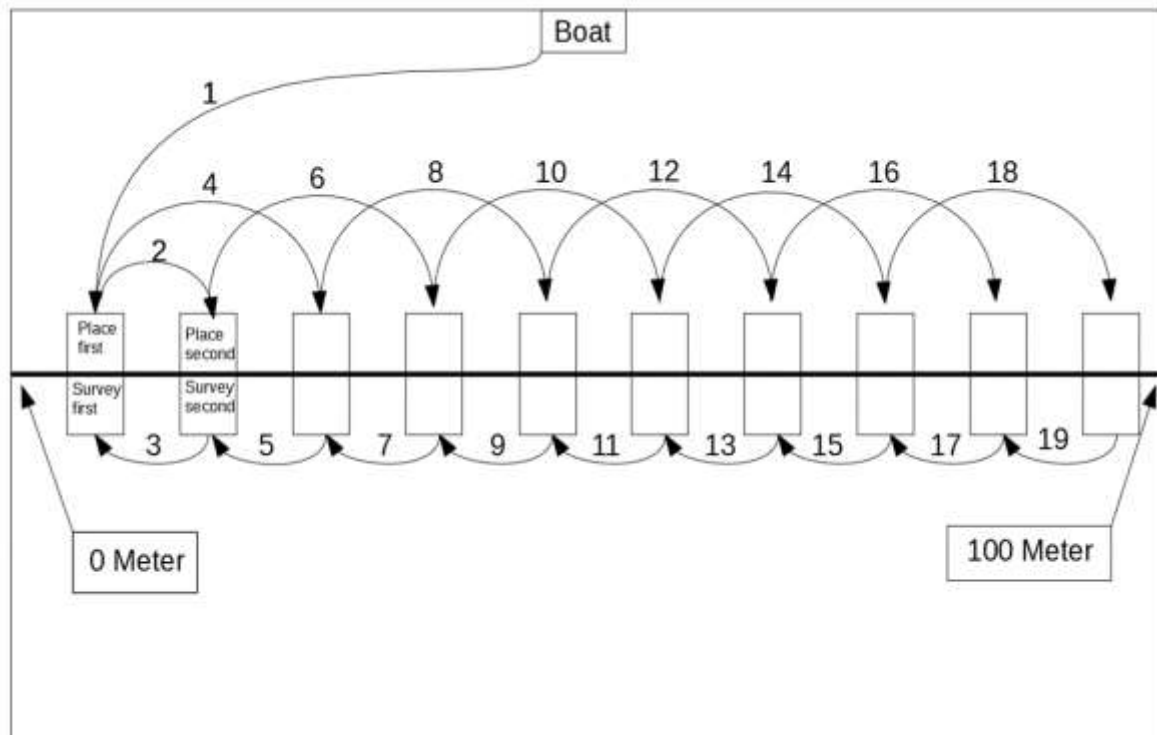 Boat
1
4
6
8
10
12
14
16
18
2
Place
first
Place
second
Survey
first
Survey
second
3
5
7
9
11
13
15
17
19
0 Meter
100 Meter